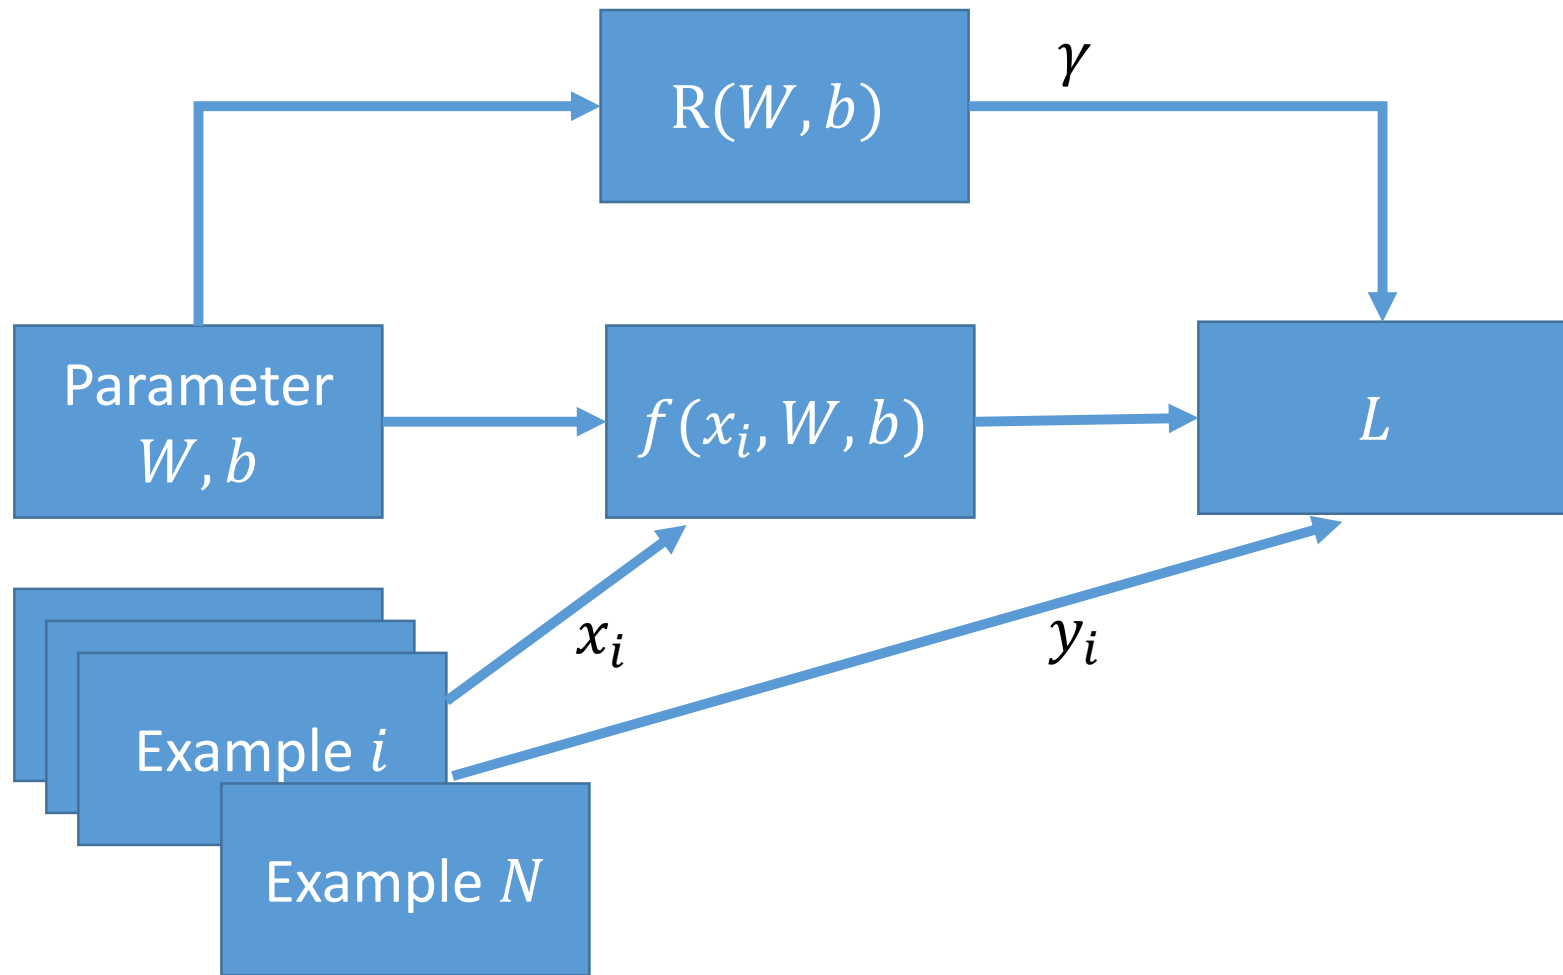 R(W, b)
γ
Parameter
W, b
f(xᵢ, W, b)
L
xᵢ
yᵢ
Example i
Example N